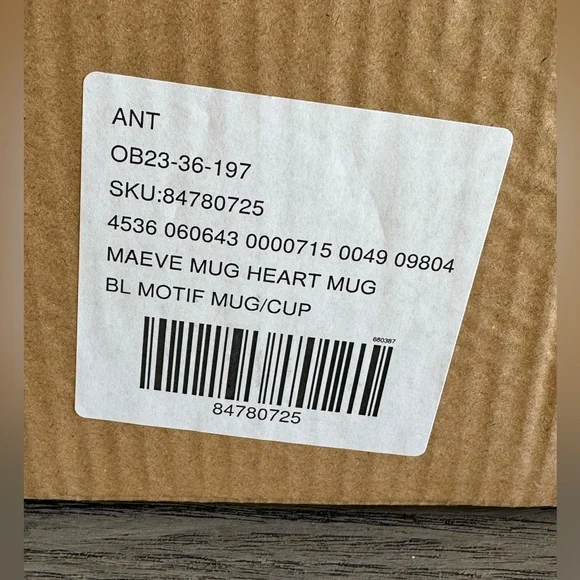 ANT
OB23-36-197
SKU:84780725
4536 060643 0000715 0049 09804
MAEVE MUG HEART MUG
BL MOTIF MUG/CUP
680387
84780725